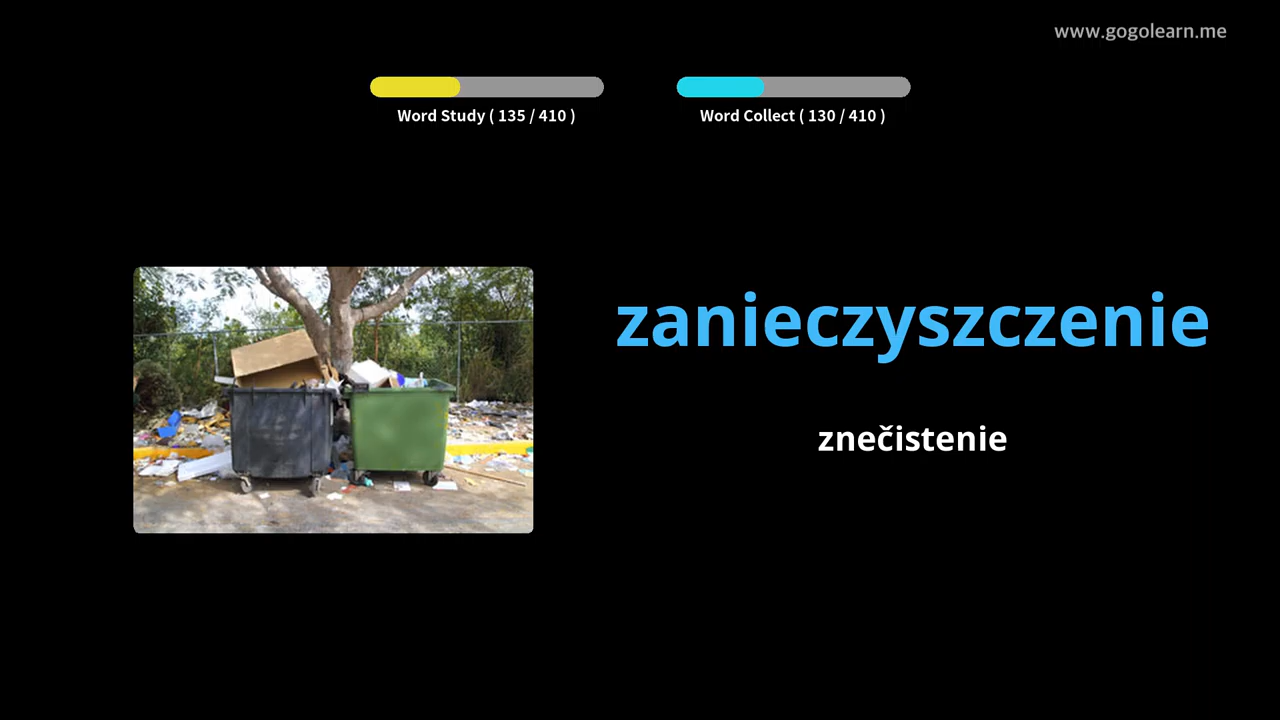 www.gogolearn.me
Word Study ( 135 / 410 )
Word Collect ( 130 / 410 )
zanieczyszczenie
znečistenie